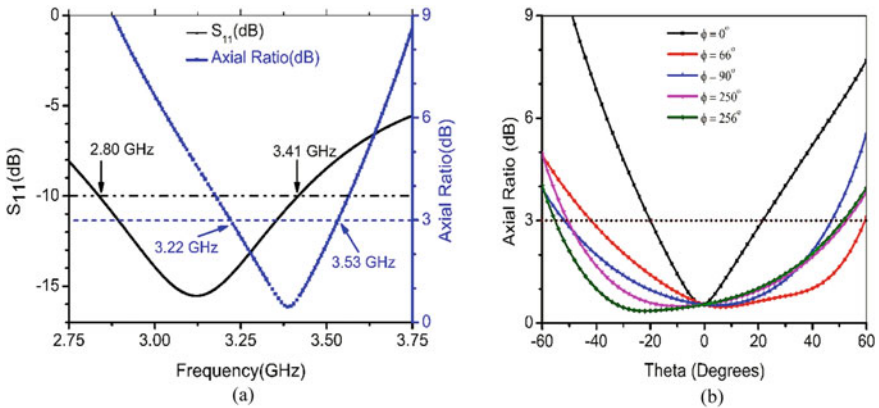 0
-5
-10
-15
S11(dB)
S11(dB)
Axial Ratio(dB)
2.80 GHz
3.41 GHz
3.22 GHz
3.53 GHz
9
6
3
0
Axial Ratio(dB)
2.75 3.00 3.25 3.50 3.75
Frequency(GHz)
(a)
9
6
3
0
Axial Ratio (dB)
ϕ = 0°
ϕ = 66°
ϕ – 90°
ϕ = 250°
ϕ = 256°
-60 -40 -20 0 20 40 60
Theta (Degrees)
(b)